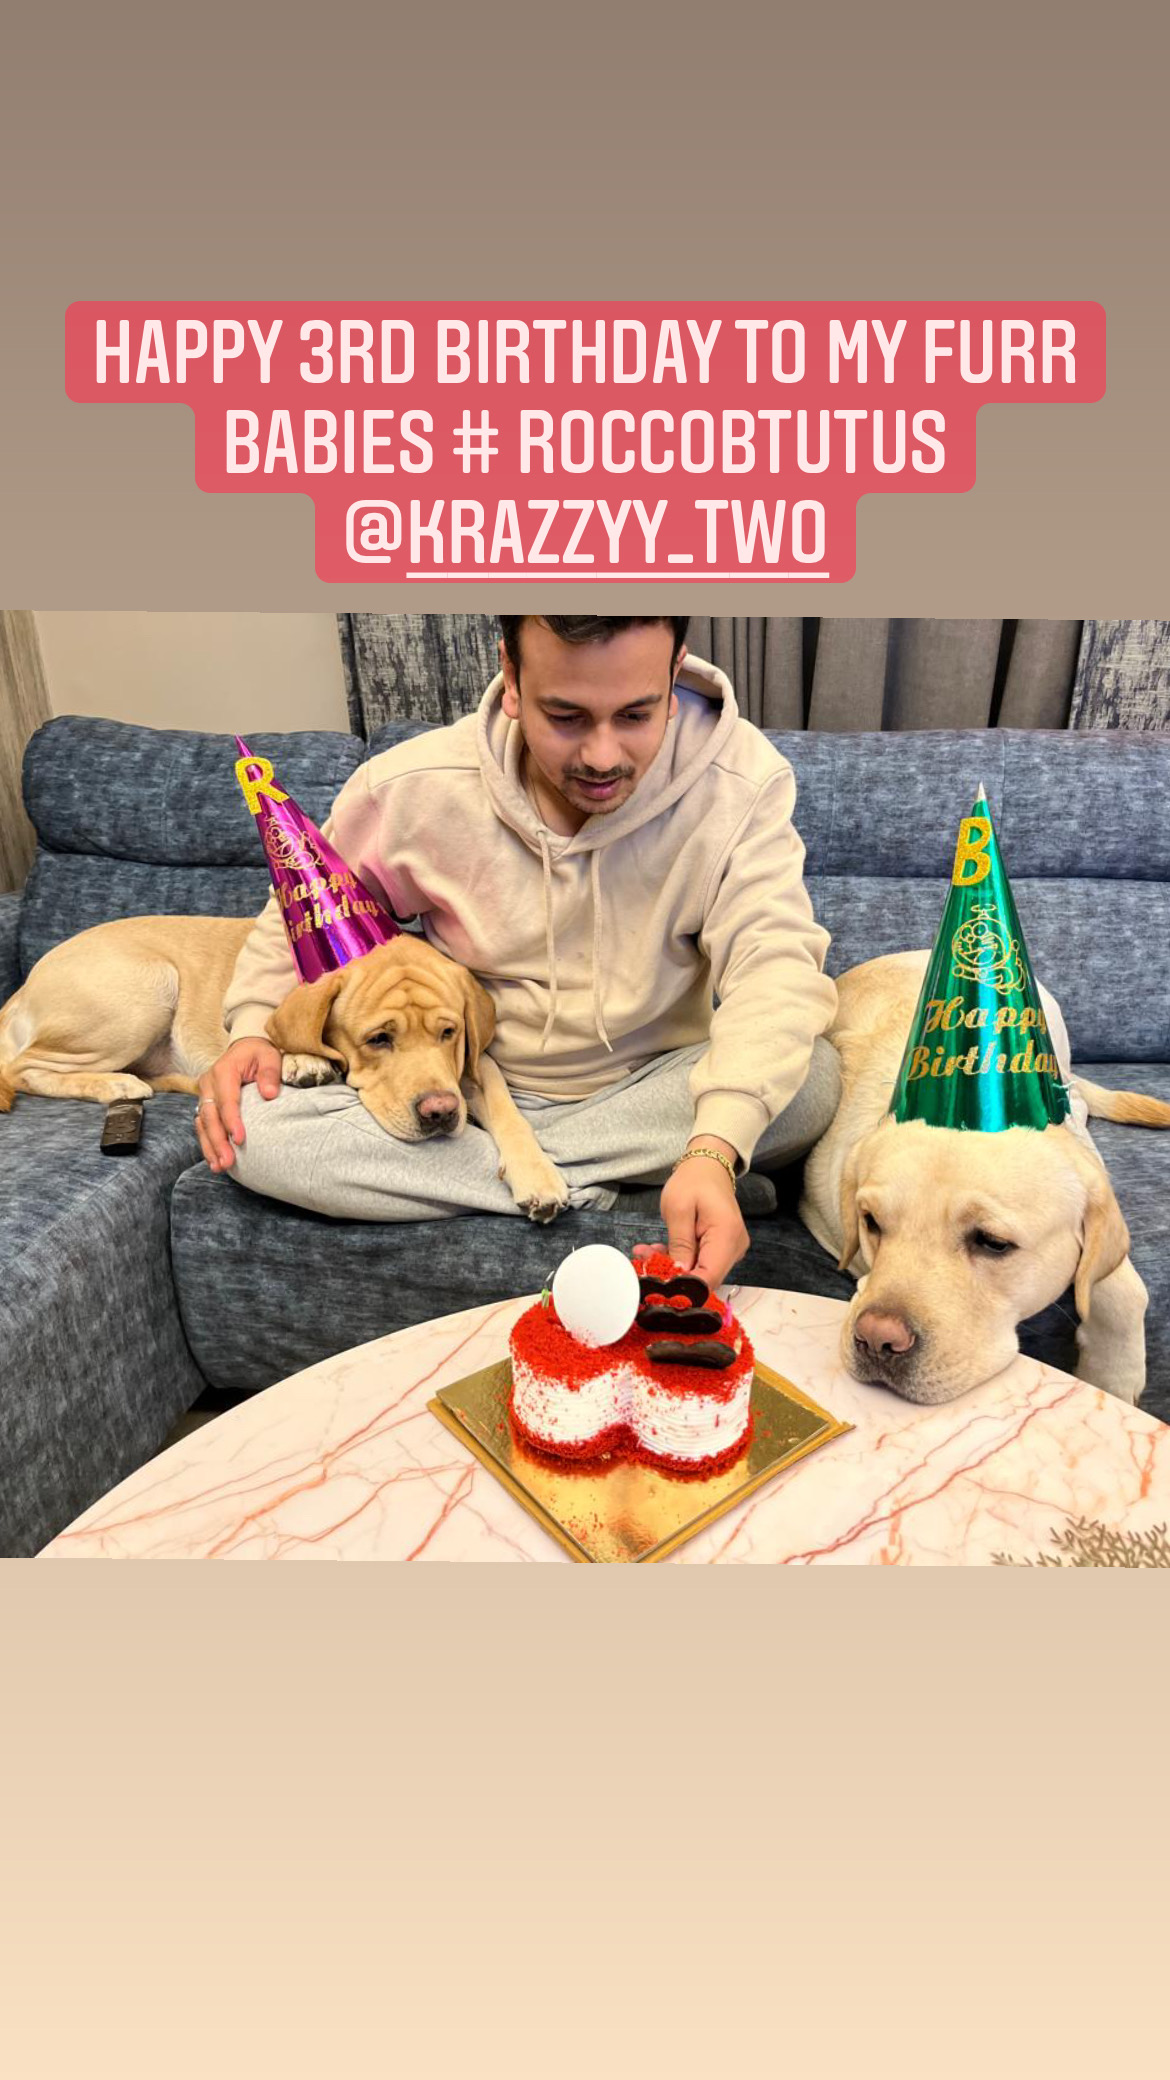 HAPPY 3RD BIRTHDAY TO MY FURR
BABIES # ROCCOBTUTUS
@KRAZZYY_TWO
R
Happy
Birthday
B
Happy
Birthday